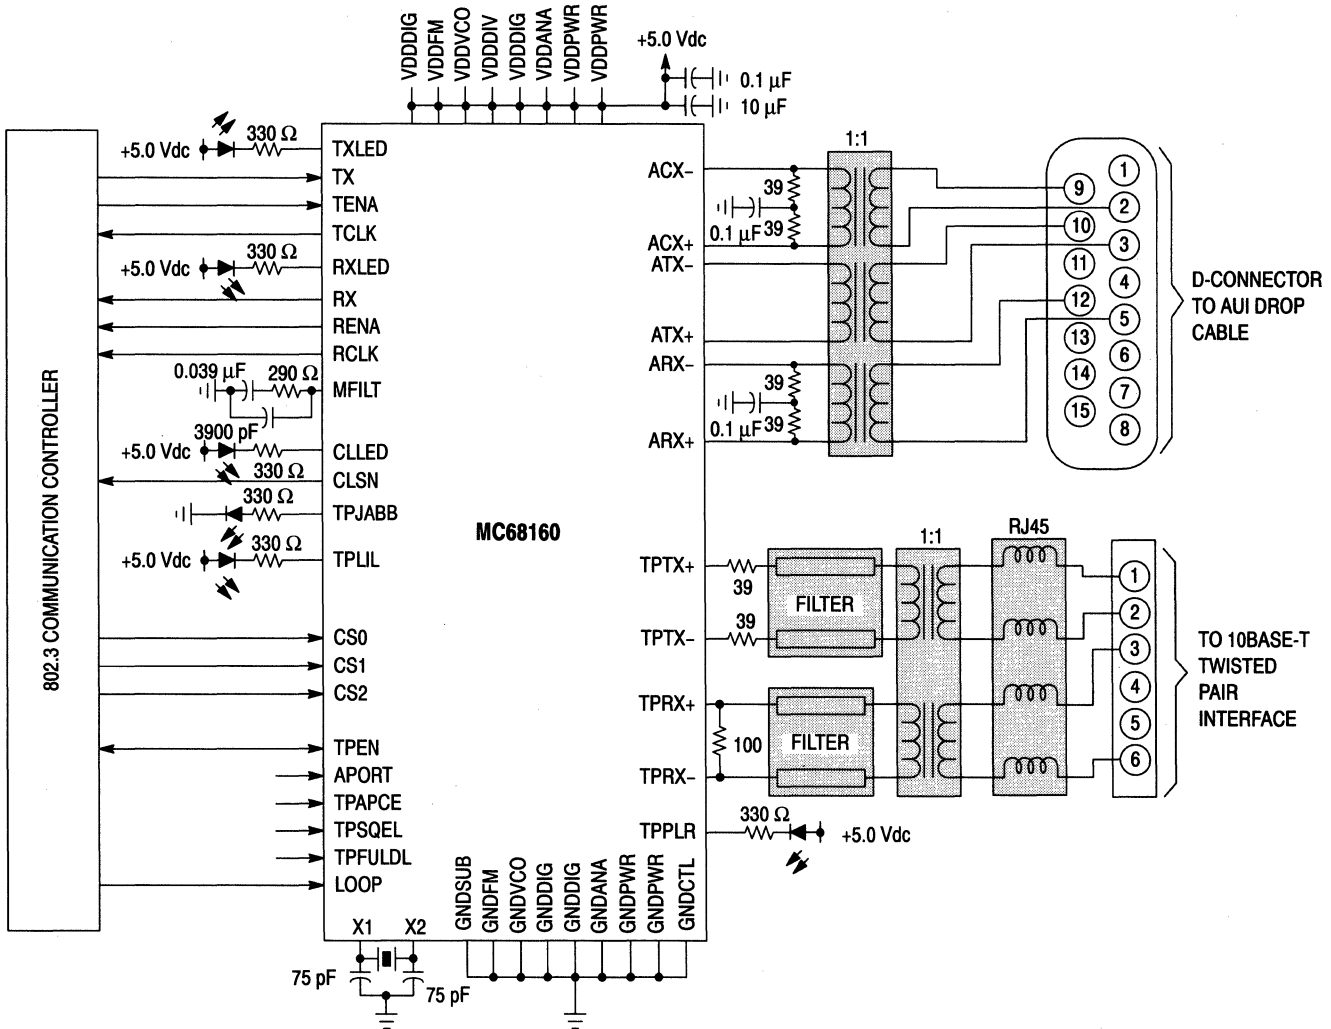 VDDDIG
VDDFM
VDDVCO
VDDDIV
VDDDIG
VDDANA
VDDPWR
VDDPWR
+5.0 Vdc
0.1 µF
10 µF
802.3 COMMUNICATION CONTROLLER
+5.0 Vdc
330 Ω
TXLED
TX
TENA
TCLK
+5.0 Vdc
330 Ω
RXLED
RX
RENA
RCLK
0.039 µF
290 Ω
MFILT
3900 pF
+5.0 Vdc
CLLED
330 Ω
CLSN
330 Ω
TPJABB
+5.0 Vdc
330 Ω
TPLIL
CS0
CS1
CS2
TPEN
APORT
TPAPCE
TPSQEL
TPFULDL
LOOP
MC68160
X1
X2
75 pF
75 pF
GNDSUB
GNDFM
GNDVCO
GNDDIG
GNDDIG
GNDANA
GNDPWR
GNDPWR
GNDCTL
ACX–
ACX+
ATX–
ATX+
ARX–
ARX+
39
0.1 µF
39
39
0.1 µF
39
1:1
1
9
2
10
3
11
4
12
5
13
6
14
7
15
8
D-CONNECTOR
TO AUI DROP
CABLE
TPTX+
39
39
TPTX–
FILTER
1:1
RJ45
TPRX+
100
TPRX–
FILTER
1
2
3
4
5
6
TO 10BASE-T
TWISTED
PAIR
INTERFACE
TPPLR
330 Ω
+5.0 Vdc